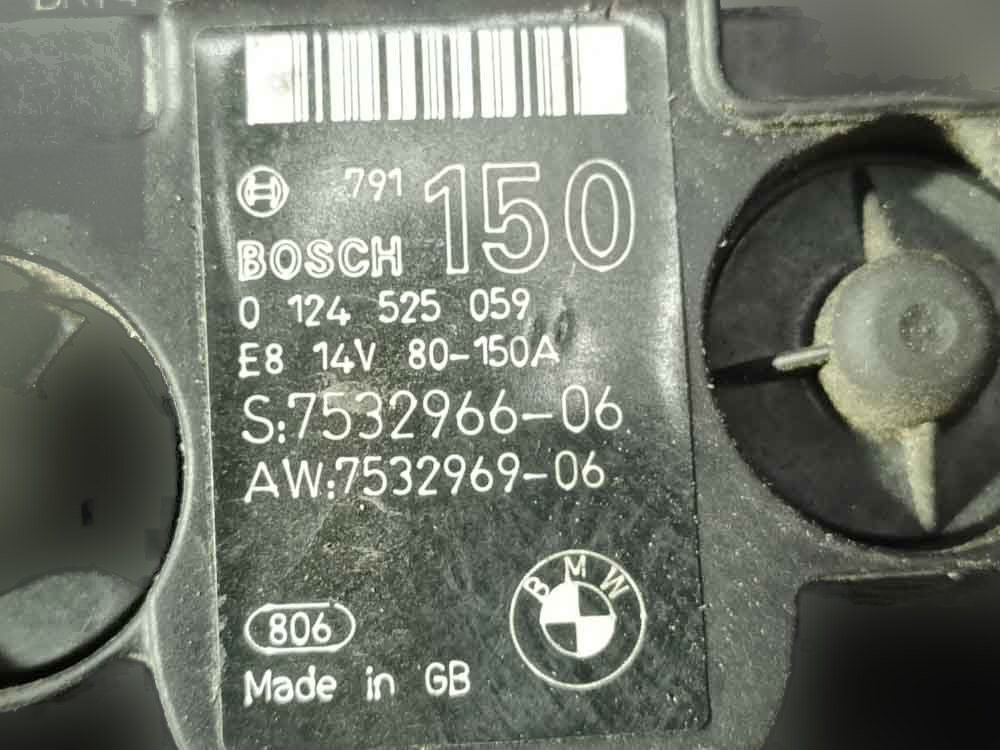 791 150
BOSCH
0 124 525 059
E8 14V 80-150A
S:7532966-06
AW:7532969-06
BMW
806
Made in GB